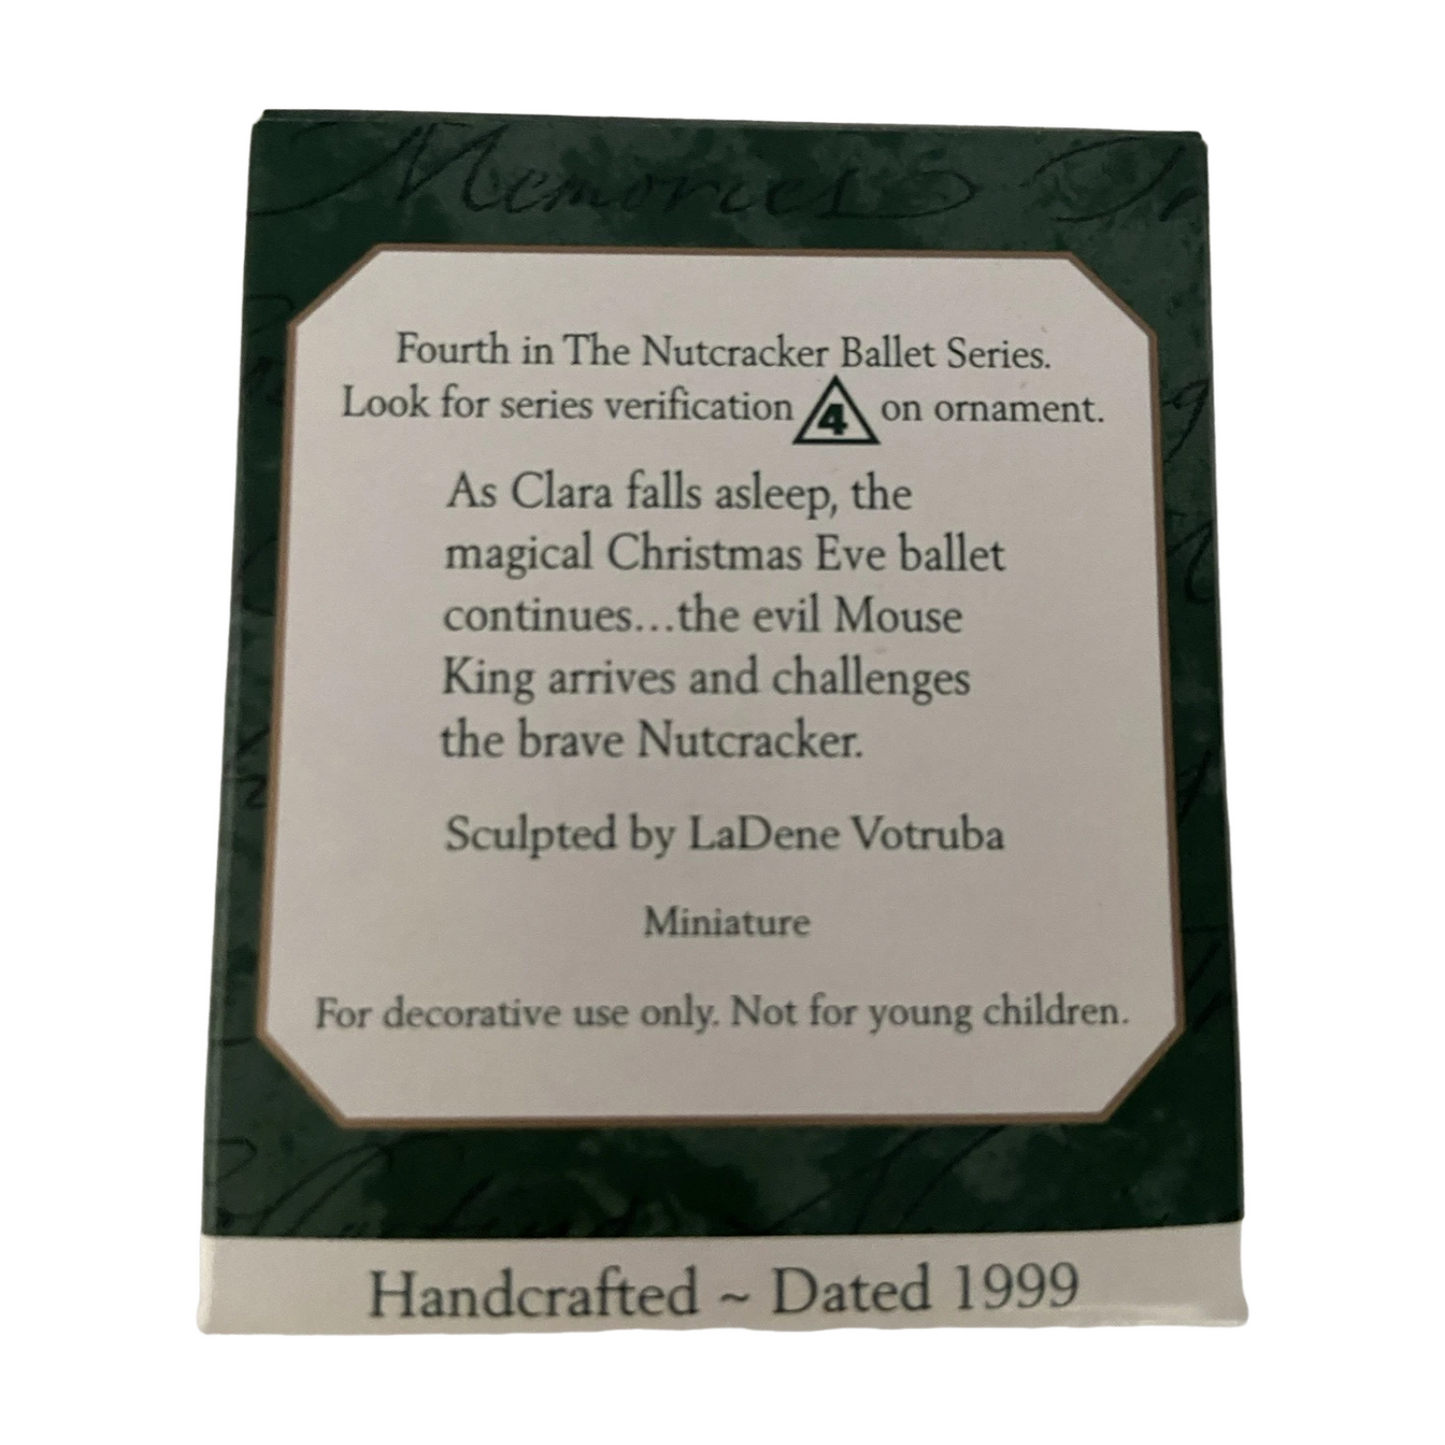 Memories
Fourth in The Nutcracker Ballet Series.
Look for series verification 4 on ornament.
As Clara falls asleep, the
magical Christmas Eve ballet
continues...the evil Mouse
King arrives and challenges
the brave Nutcracker.
Sculpted by LaDene Votruba
Miniature
For decorative use only. Not for young children.
Handcrafted ~ Dated 1999